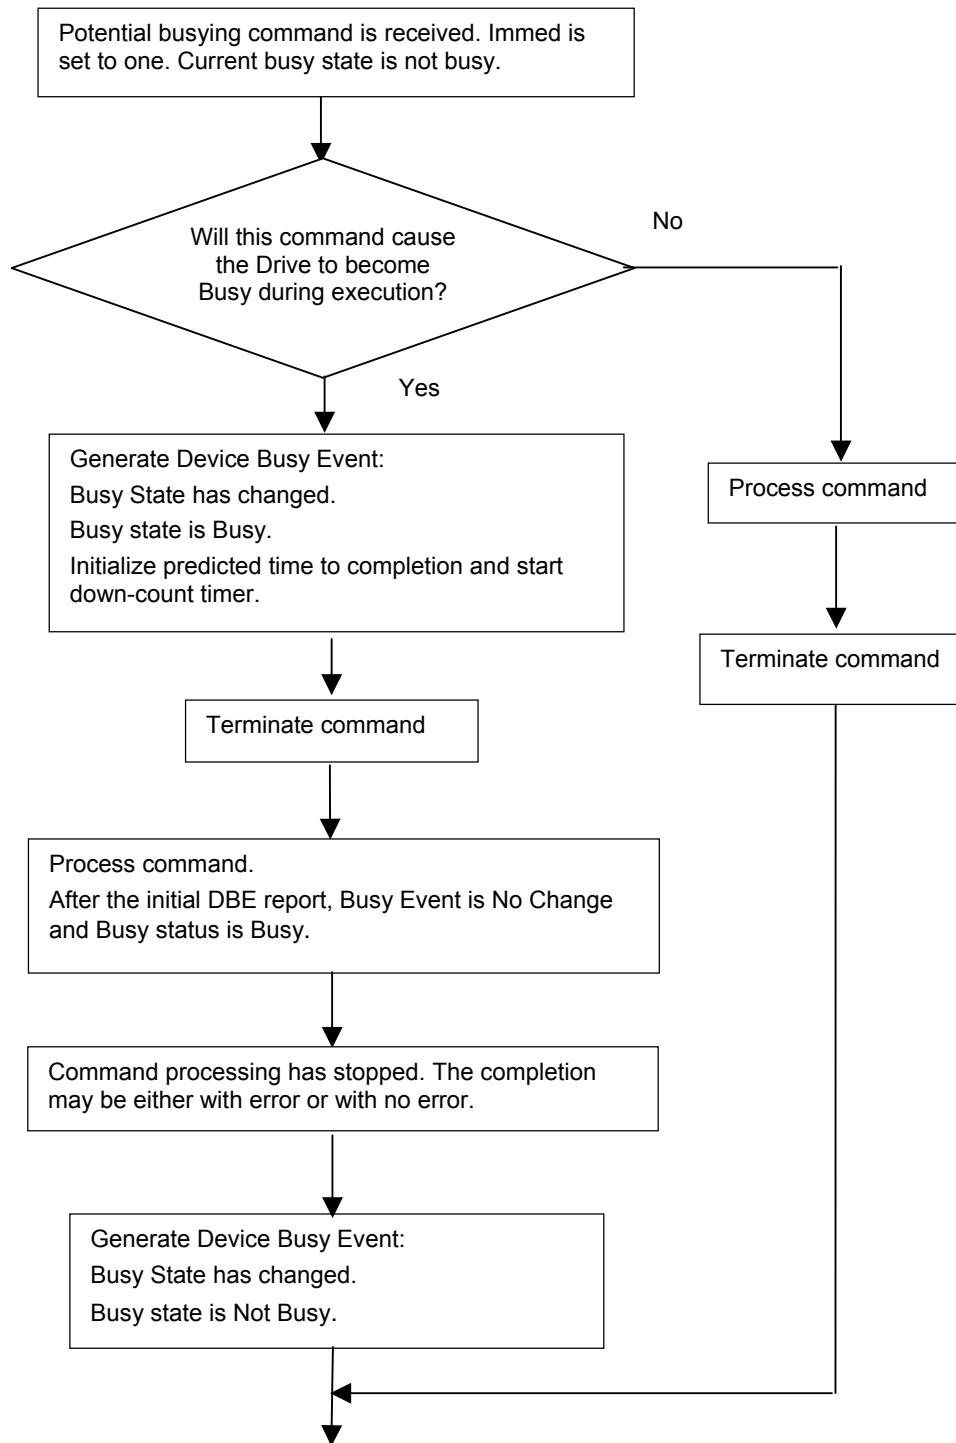 Potential busying command is received. Immed is
set to one. Current busy state is not busy.
Will this command cause
the Drive to become
Busy during execution?
No
Yes
Generate Device Busy Event:
Busy State has changed.
Busy state is Busy.
Initialize predicted time to completion and start
down-count timer.
Process command
Terminate command
Terminate command
Process command.
After the initial DBE report, Busy Event is No Change
and Busy status is Busy.
Command processing has stopped. The completion
may be either with error or with no error.
Generate Device Busy Event:
Busy State has changed.
Busy state is Not Busy.